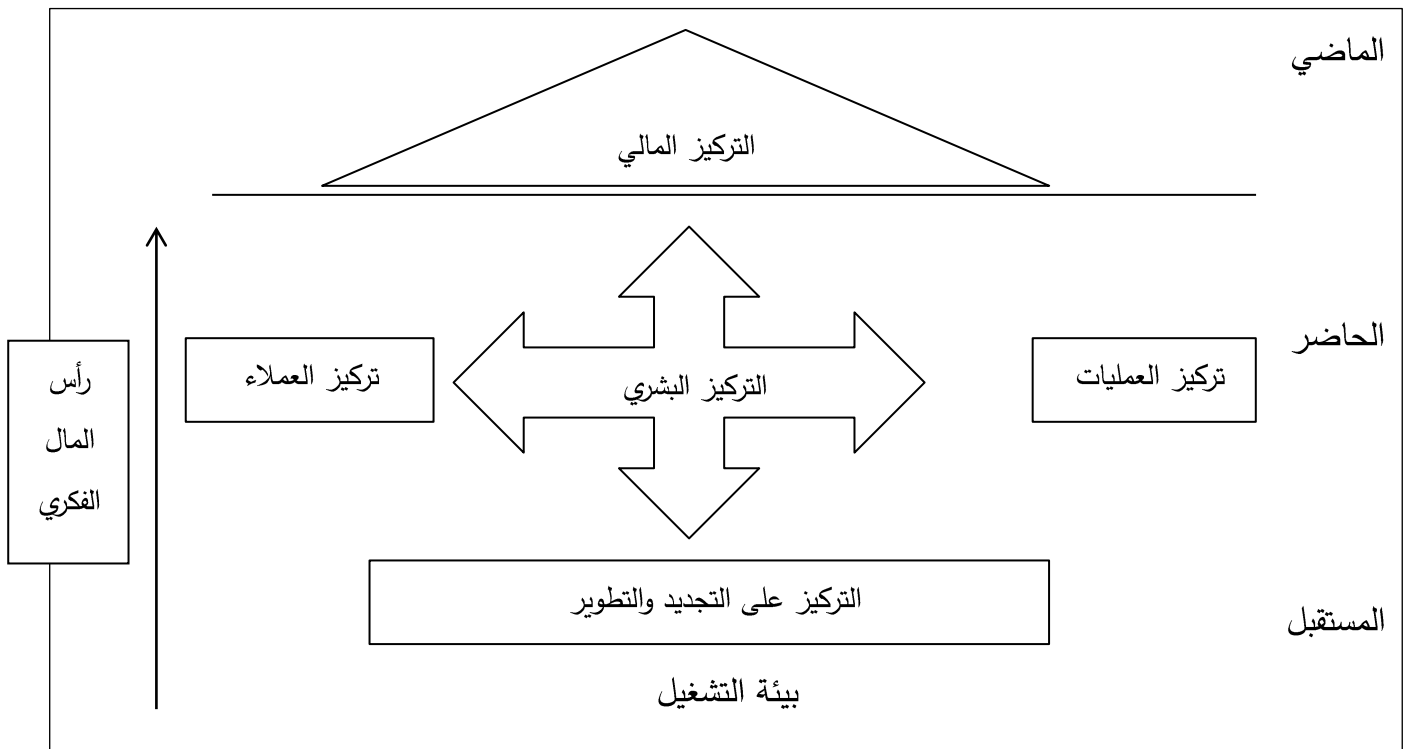 الماضي
التركيز المالي
الحاضر
تركيز العمليات
التركيز البشري
تركيز العملاء
رأس
المال
الفكري
التركيز على التجديد والتطوير
المستقبل
بيئة التشغيل